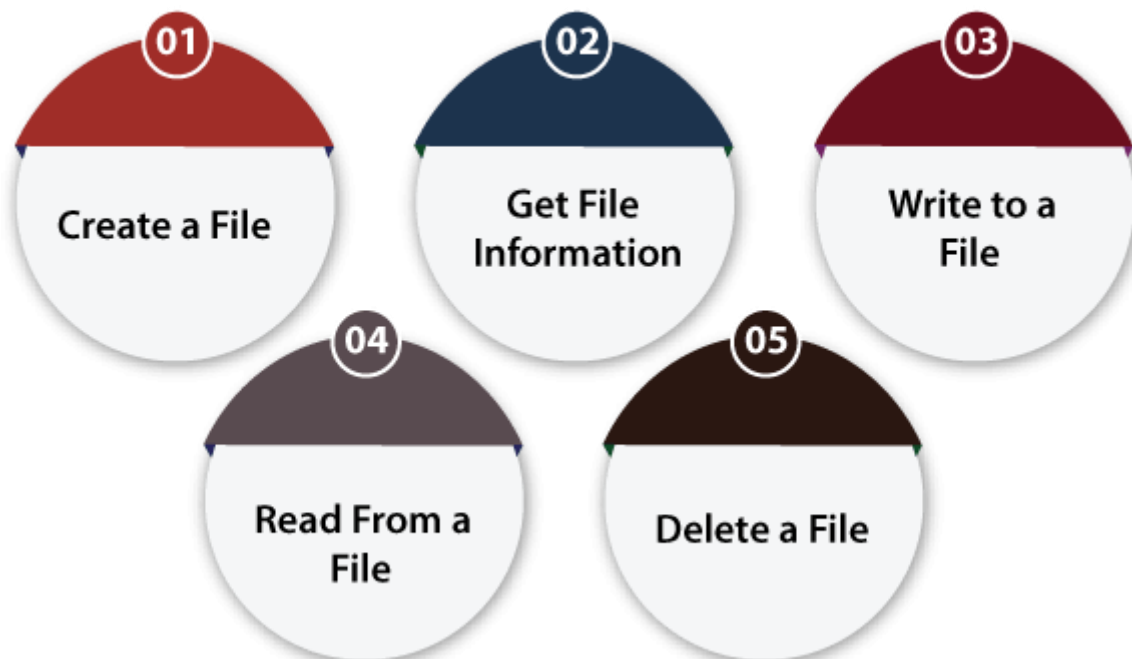 01
Create a File
02
Get File
Information
03
Write to a
File
04
Read From a
File
05
Delete a File